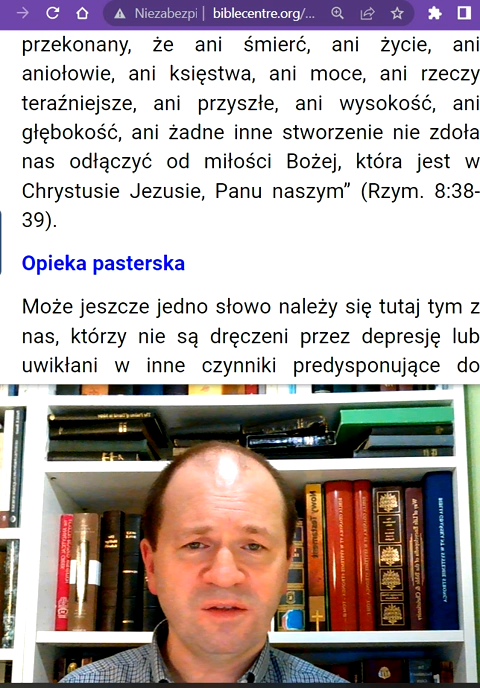 Niezabezpi | biblecentre.org/...
przekonany, że ani śmierć, ani życie, ani
aniołowie, ani księstwa, ani moce, ani rzeczy
teraźniejsze, ani przyszłe, ani wysokość, ani
głębokość, ani żadne inne stworzenie nie zdoła
nas odłączyć od miłości Bożej, która jest w
Chrystusie Jezusie, Panu naszym” (Rzym. 8:38-
39).
Opieka pasterska
Może jeszcze jedno słowo należy się tutaj tym z
nas, którzy nie są dręczeni przez depresję lub
uwikłani w inne czynniki predysponujące do
Nowy Testament